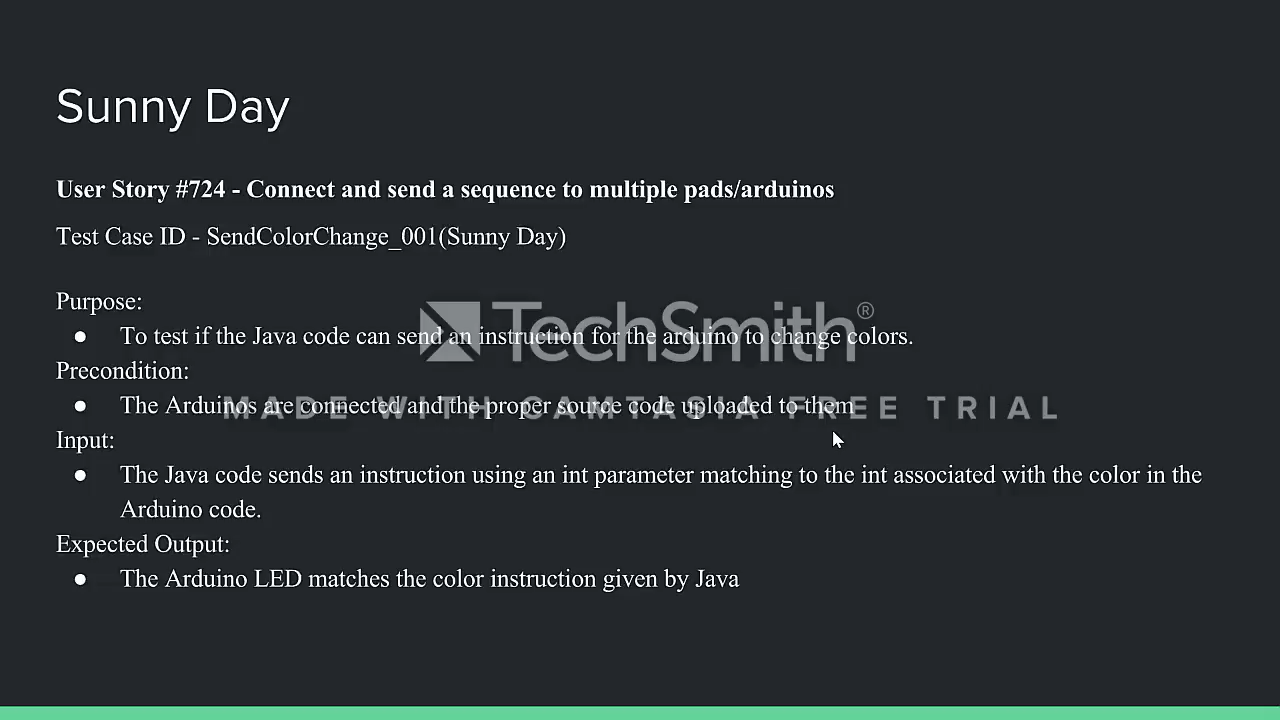 Sunny Day
User Story #724 - Connect and send a sequence to multiple pads/arduinos
Test Case ID - SendColorChange_001(Sunny Day)
Purpose:
● To test if the Java code can send an instruction for the arduino to change colors.
TechSmith®
Precondition:
● The Arduinos are connected and the proper source code uploaded to them
MADE WITH CAMTASIA FREE TRIAL
Input:
● The Java code sends an instruction using an int parameter matching to the int associated with the color in the
Arduino code.
Expected Output:
● The Arduino LED matches the color instruction given by Java